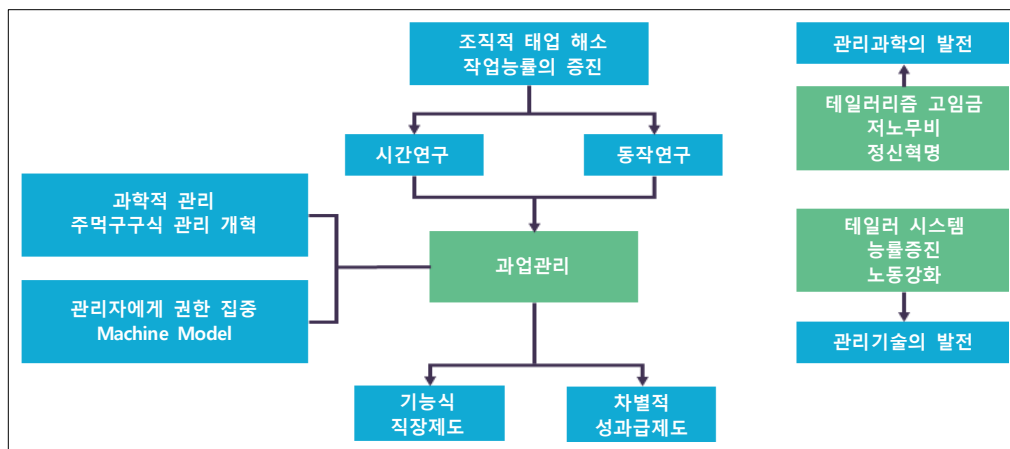 조직적 태업 해소
작업능률의 증진
시간연구
동작연구
과학적 관리
주먹구구식 관리 개혁
과업관리
관리자에게 권한 집중
Machine Model
기능식
직장제도
차별적
성과급제도
관리과학의 발전
테일러리즘 고임금
저노무비
정신혁명
테일러 시스템
능률증진
노동강화
관리기술의 발전